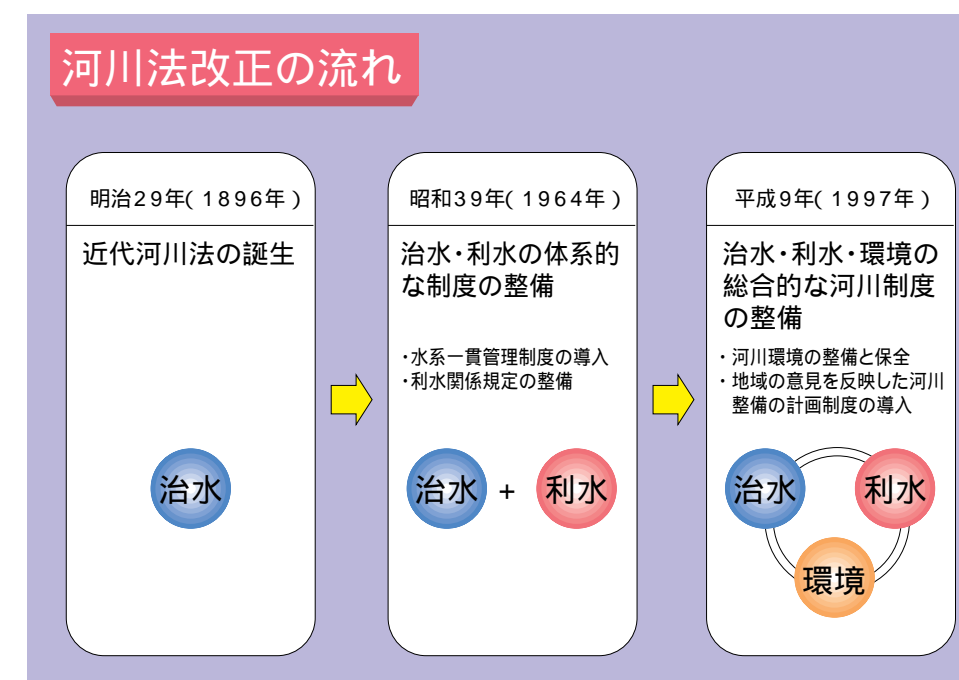 河川法改正の流れ
明治29年(1896年)
近代河川法の誕生
治水
昭和39年(1964年)
治水・利水の体系的
な制度の整備
・水系一貫管理制度の導入
・利水関係規定の整備
治水 + 利水
平成9年(1997年)
治水・利水・環境の
総合的な河川制度
の整備
・河川環境の整備と保全
・地域の意見を反映した河川
整備の計画制度の導入
治水 利水
環境